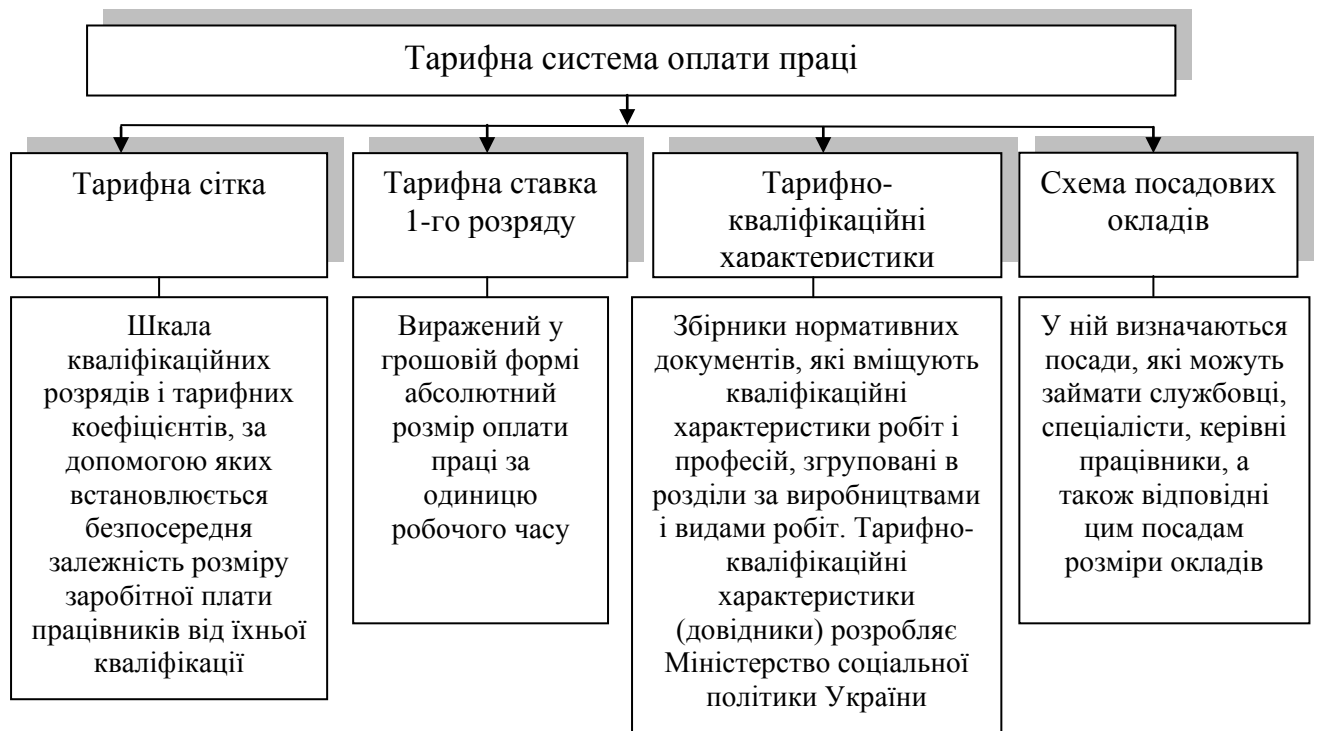 Тарифна система оплати праці
Тарифна сітка
Тарифна ставка
1-го розряду
Тарифно-
кваліфікаційні
характеристики
Схема посадових
окладів
Шкала
кваліфікаційних
розрядів і тарифних
коефіцієнтів, за
допомогою яких
встановлюється
безпосередня
залежність розміру
заробітної плати
працівників від їхньої
кваліфікації
Виражений у
грошовій формі
абсолютний
розмір оплати
праці за
одиницю
робочого часу
Збірники нормативних
документів, які вміщують
кваліфікаційні
характеристики робіт і
професій, згруповані в
розділи за виробництвами
і видами робіт. Тарифно-
кваліфікаційні
характеристики
(довідники) розробляє
Міністерство соціальної
політики України
У ній визначаються
посади, які можуть
займати службовці,
спеціалісти, керівні
працівники, а
також відповідні
цим посадам
розміри окладів